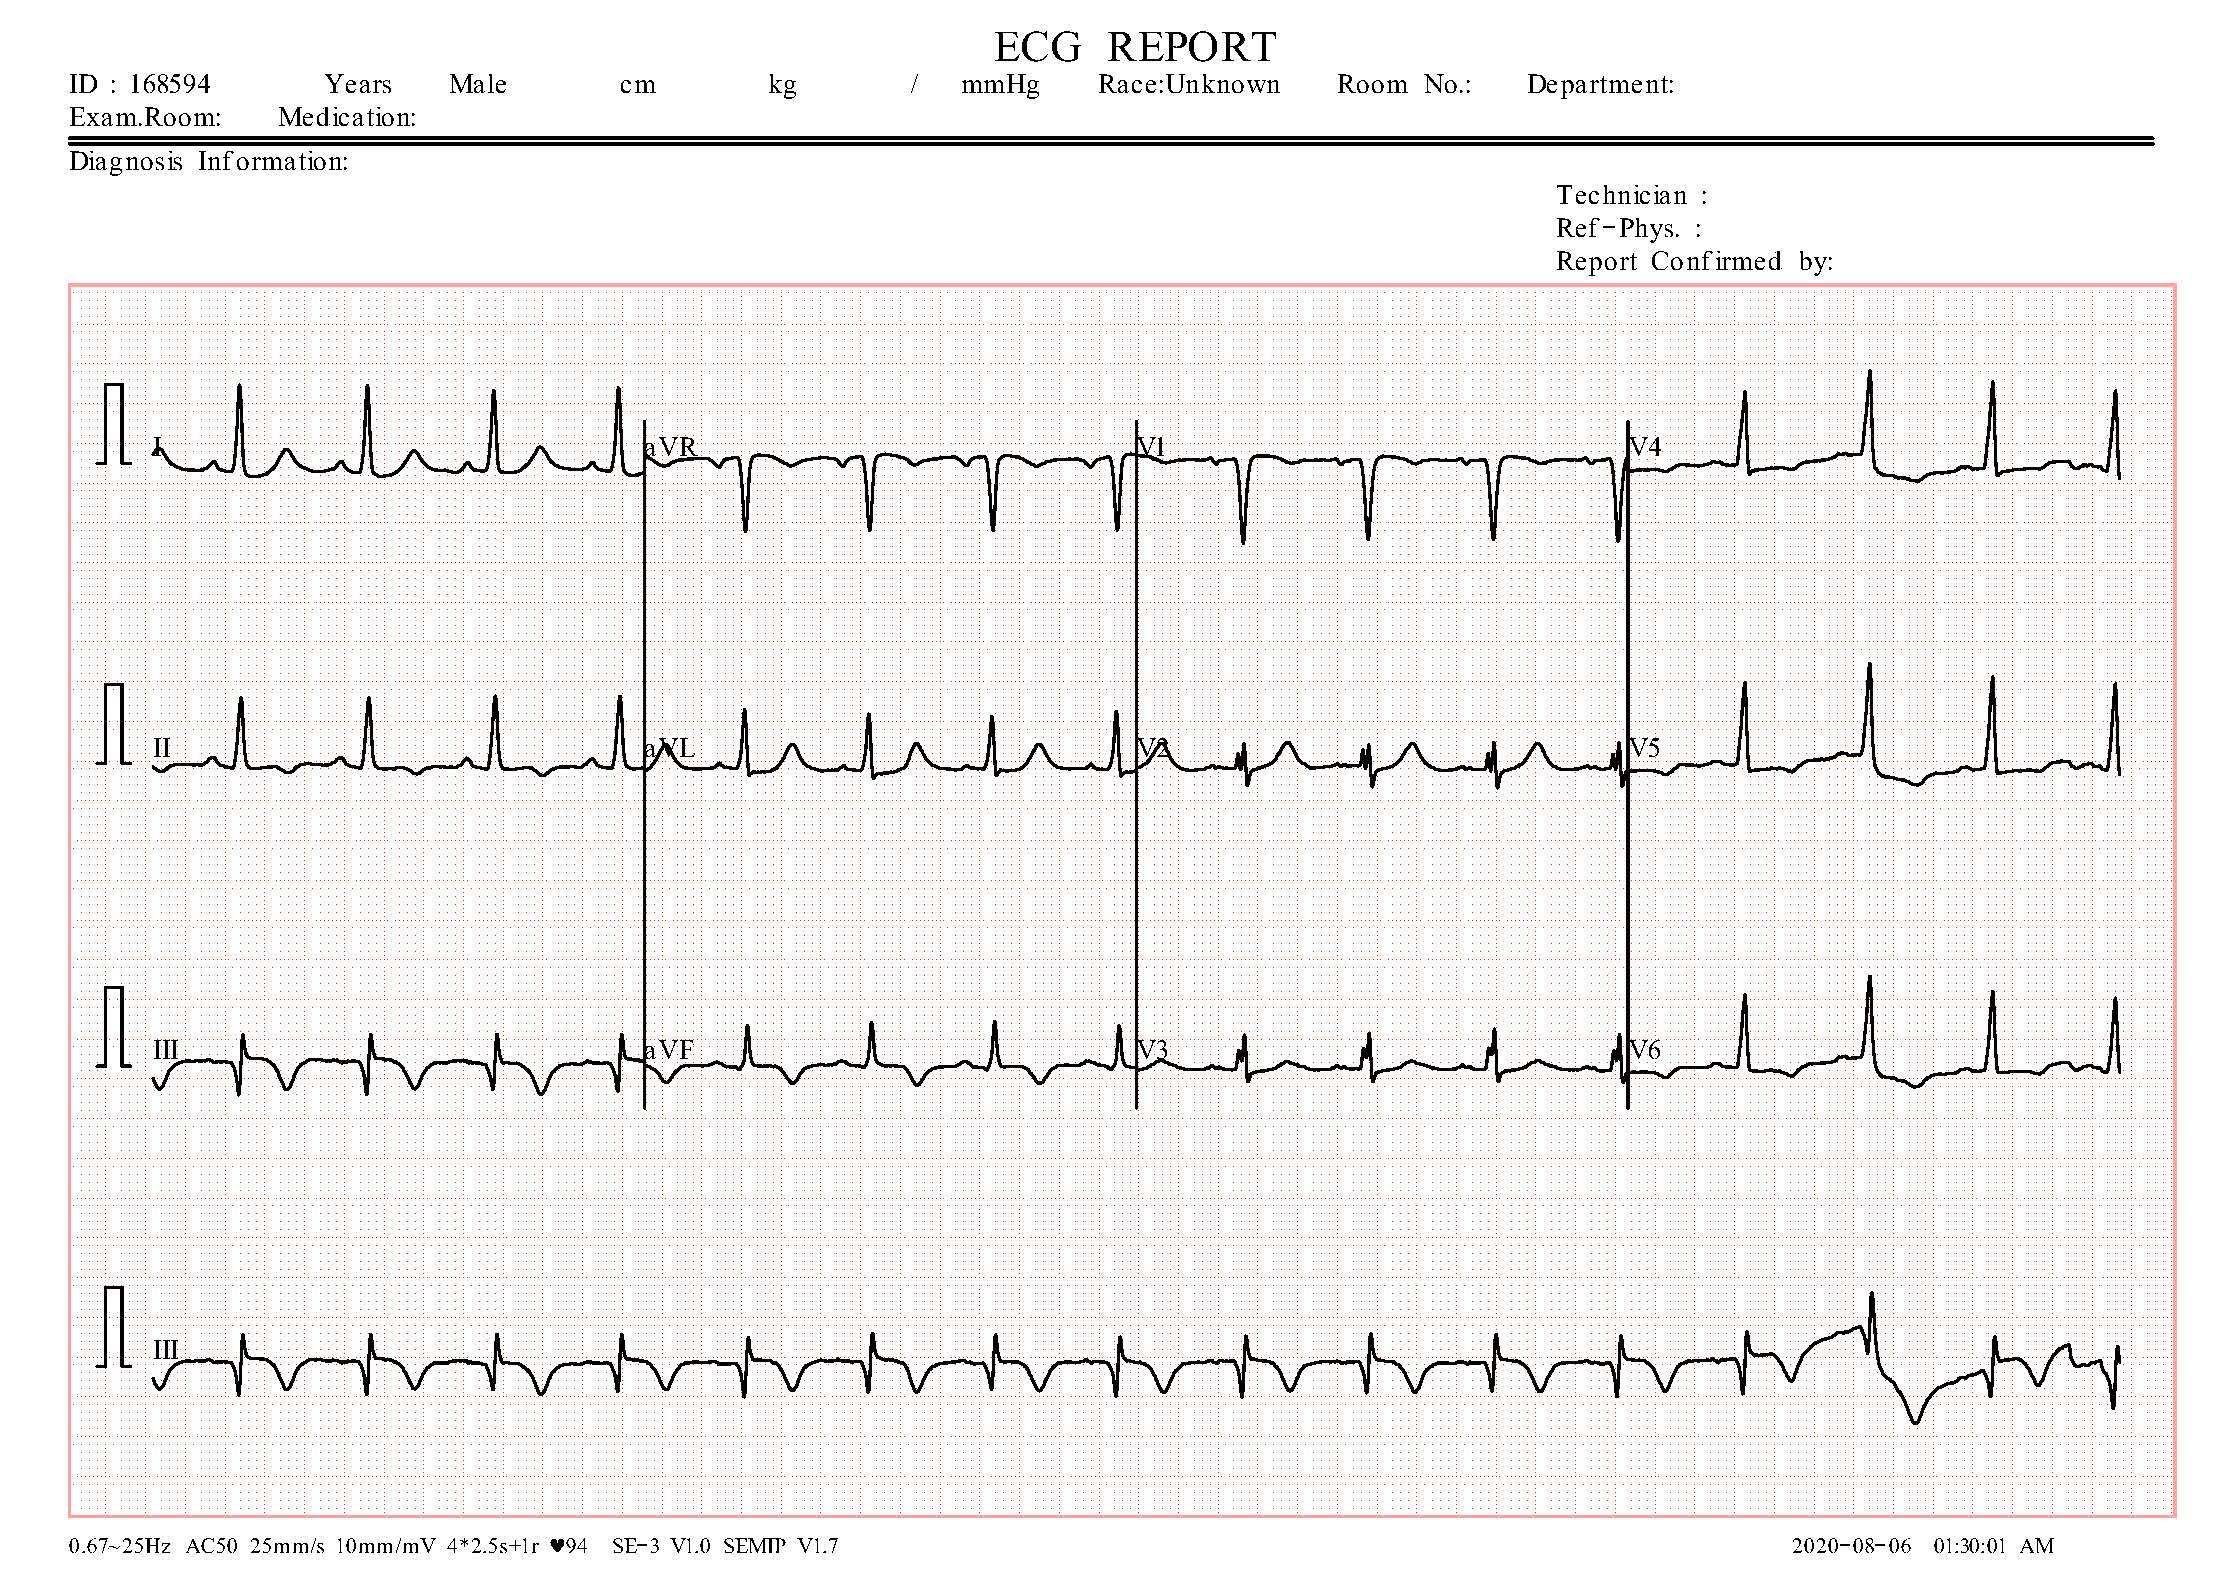 ECG REPORT
ID : 168594 Years Male cm kg / mmHg Race:Unknown Room No.: Department:
Exam.Room: Medication:
Diagnosis Information:
Technician :
Ref-Phys. :
Report Confirmed by:
I aVR V1 V4
II aVL V2 V5
III aVF V3 V6
III
0.67~25Hz AC50 25mm/s 10mm/mV 4*2.5s+1r ♥94 SE-3 V1.0 SEMIP V1.7 2020-08-06 01:30:01 AM